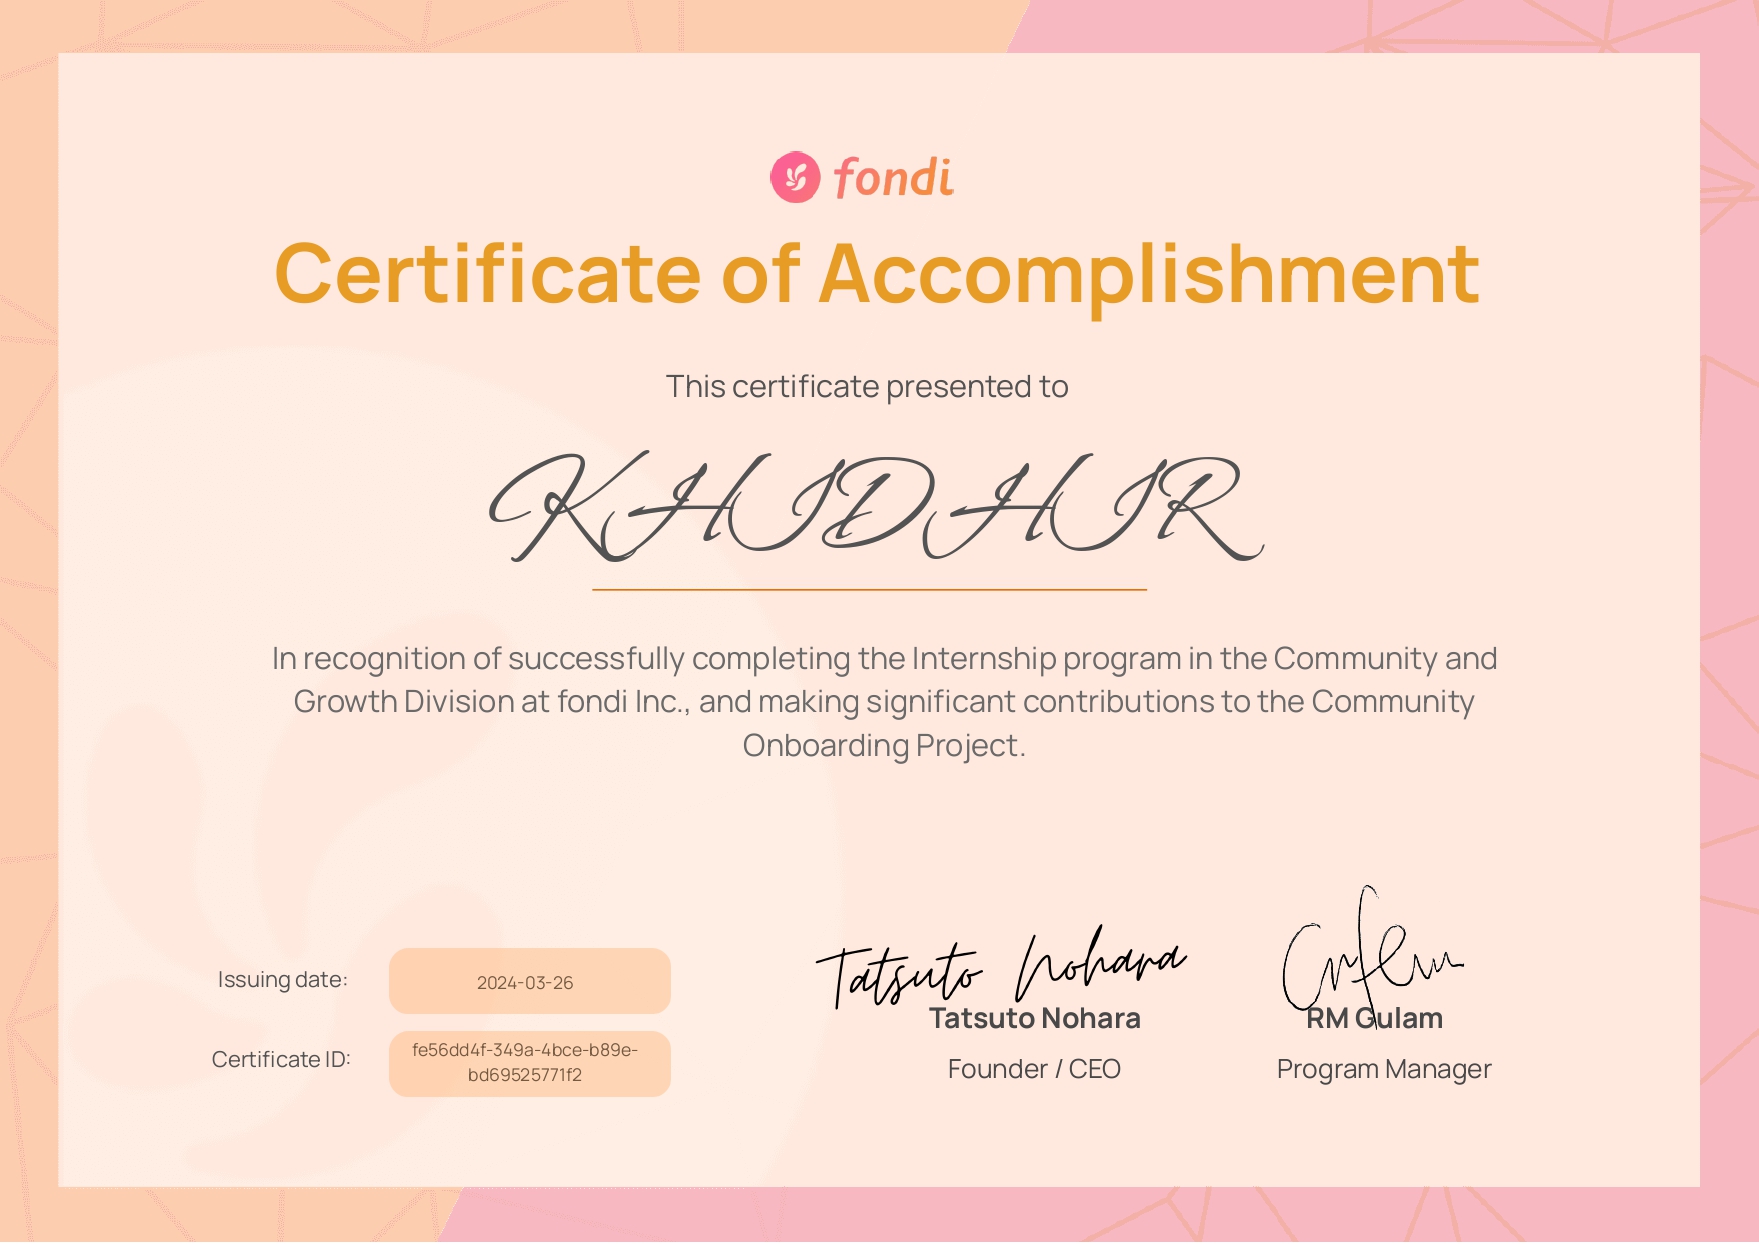 fondi
Certificate of Accomplishment
This certificate presented to
KHIDHIR
In recognition of successfully completing the Internship program in the Community and
Growth Division at fondi Inc., and making significant contributions to the Community
Onboarding Project.
Issuing date:
2024-03-26
Certificate ID:
fe56dd4f-349a-4bce-b89e-
bd69525771f2
Tatsuto Nohara
Tatsuto Nohara
Founder / CEO
RM Gulam
Program Manager